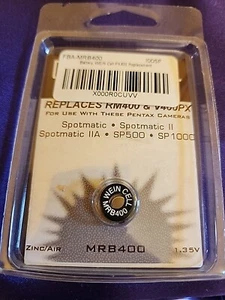 FBA-MRB400
X000R0CUVV
REPLACES RM400 & V400PX
FOR USE WITH THESE PENTAX CAMERAS
Spotmatic • Spotmatic II
Spotmatic IIA • SP500 • SP1000
WEIN CELL
MRB400
ZINC/AIR MRB400 1.35V